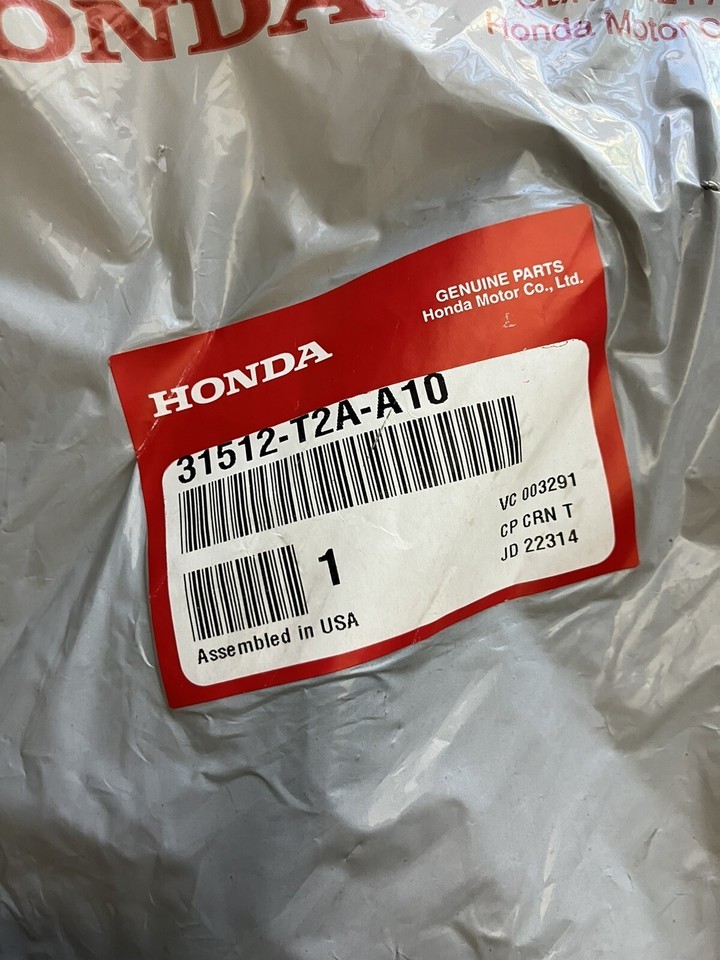 HONDA
Honda Motor C
GENUINE PARTS
Honda Motor Co., Ltd.
HONDA
31512-T2A-A10
VC 003291
CP CRN T
1
JD 22314
Assembled in USA